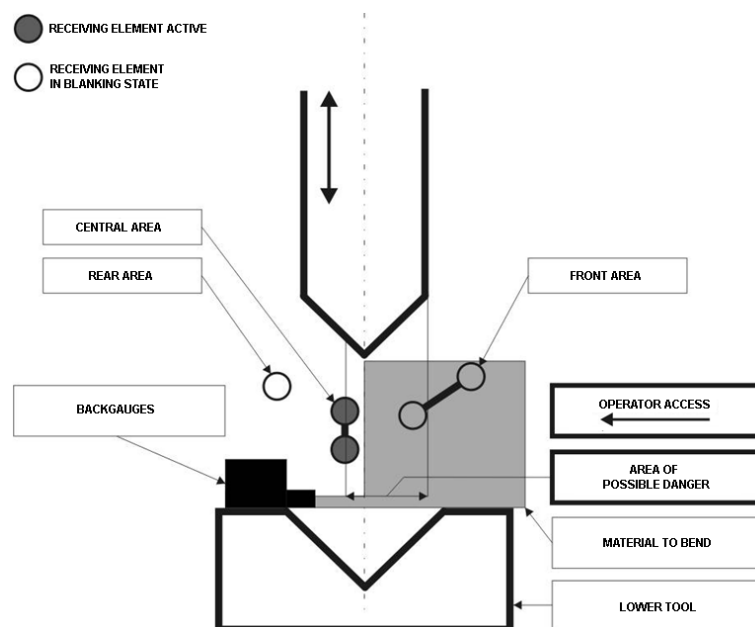 RECEIVING ELEMENT ACTIVE
RECEIVING ELEMENT
IN BLANKING STATE
CENTRAL AREA
REAR AREA
FRONT AREA
BACKGAUGES
OPERATOR ACCESS
AREA OF
POSSIBLE DANGER
MATERIAL TO BEND
LOWER TOOL